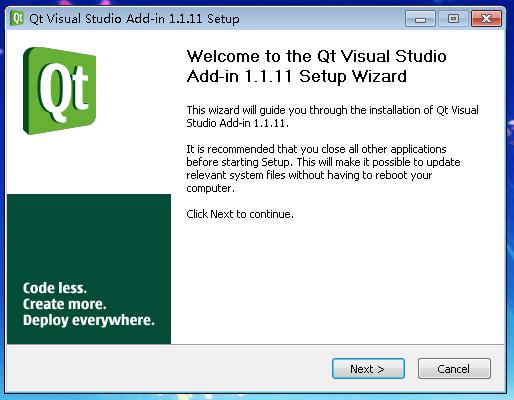 Qt Qt Visual Studio Add-in 1.1.11 Setup
Qt
Welcome to the Qt Visual Studio
Add-in 1.1.11 Setup Wizard
This wizard will guide you through the installation of Qt Visual
Studio Add-in 1.1.11.
It is recommended that you close all other applications
before starting Setup. This will make it possible to update
relevant system files without having to reboot your
computer.
Click Next to continue.
Code less.
Create more.
Deploy everywhere.
Next >
Cancel